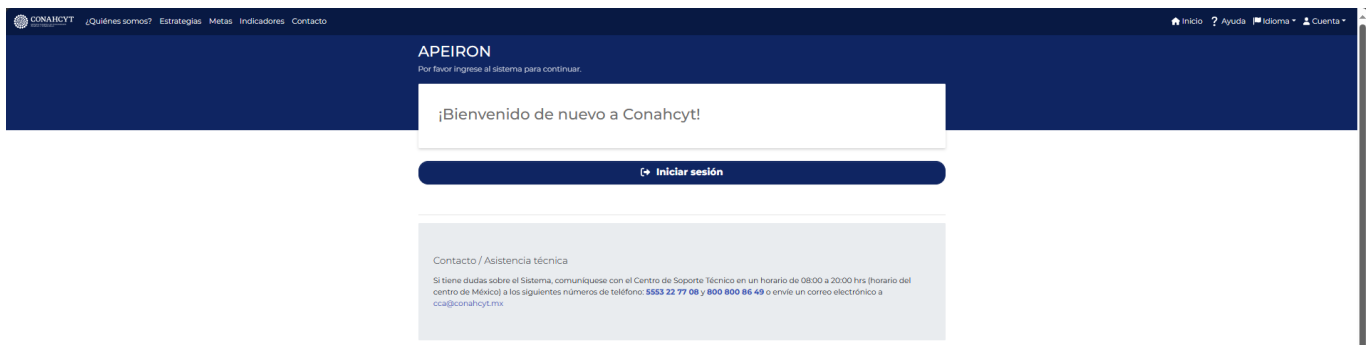 CONAHCYT ¿Quiénes somos? Estrategias Metas Indicadores Contacto Inicio ? Ayuda Idioma Cuenta
APEIRON
Por favor ingrese al sistema para continuar.
¡Bienvenido de nuevo a Conahcyt!
Iniciar sesión
Contacto / Asistencia técnica
Si tiene dudas sobre el Sistema, comuníquese con el Centro de Soporte Técnico en un horario de 08:00 a 20:00 hrs (horario del
centro de México) a los siguientes números de teléfono: 5553 22 77 08 y 800 800 86 49 o envíe un correo electrónico a
cca@conahcyt.mx